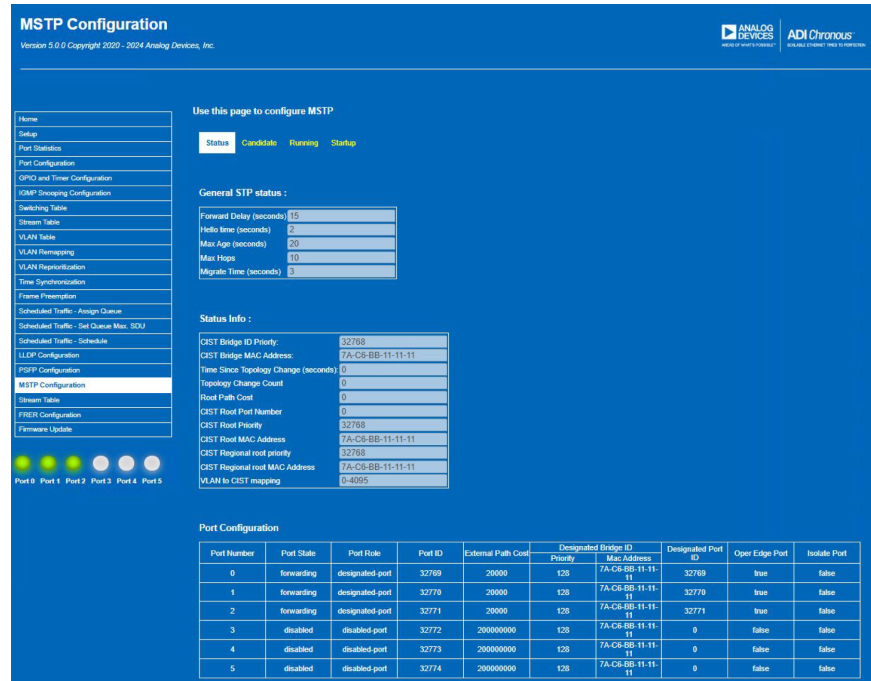 MSTP Configuration
Version 5.0.0 Copyright 2020 - 2024 Analog Devices, Inc.
ANALOG DEVICES
AHEAD OF WHAT'S POSSIBLE™
ADI Chronous™
SCALABLE ETHERNET TIMED TO PERFECTION
Home
Setup
Port Statistics
Port Configuration
GPIO and Timer Configuration
IGMP Snooping Configuration
Switching Table
Stream Table
VLAN Table
VLAN Remapping
VLAN Reprioritization
Time Synchronization
Frame Preemption
Scheduled Traffic - Assign Queue
Scheduled Traffic - Set Queue Max. SDU
Scheduled Traffic - Schedule
LLDP Configuration
PSFP Configuration
MSTP Configuration
Stream Table
FRER Configuration
Firmware Update
Port 0 Port 1 Port 2 Port 3 Port 4 Port 5
Use this page to configure MSTP
Status Candidate Running Startup
General STP status :
Forward Delay (seconds) 15
Hello time (seconds) 2
Max Age (seconds) 20
Max Hops 10
Migrate Time (seconds) 3
Status Info :
CIST Bridge ID Priorty: 32768
CIST Bridge MAC Address: 7A-C6-BB-11-11-11
Time Since Topology Change (seconds): 0
Topology Change Count 0
Root Path Cost 0
CIST Root Port Number 0
CIST Root Priority 32768
CIST Root MAC Address 7A-C6-BB-11-11-11
CIST Regional root priority 32768
CIST Regional root MAC Address 7A-C6-BB-11-11-11
VLAN to CIST mapping 0-4095
Port Configuration
Port Number Port State Port Role Port ID External Path Cost Designated Bridge ID Priority Mac Address Designated Port ID Oper Edge Port Isolate Port
0 forwarding designated-port 32769 20000 128 7A-C6-BB-11-11-11 32769 true false
1 forwarding designated-port 32770 20000 128 7A-C6-BB-11-11-11 32770 true false
2 forwarding designated-port 32771 20000 128 7A-C6-BB-11-11-11 32771 true false
3 disabled disabled-port 32772 200000000 128 7A-C6-BB-11-11-11 0 false false
4 disabled disabled-port 32773 200000000 128 7A-C6-BB-11-11-11 0 false false
5 disabled disabled-port 32774 200000000 128 7A-C6-BB-11-11-11 0 false false